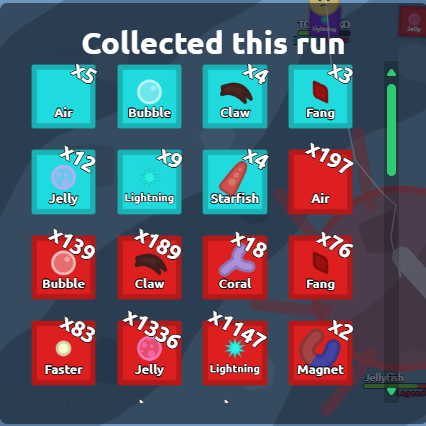 Collected this run
x5 x4 x3
Air Bubble Claw Fang
x12 x9 x4 x197
Jelly Lightning Starfish Air
x139 x189 x18 x76
Bubble Claw Coral Fang
x83 x1336 x1147 x2
Faster Jelly Lightning Magnet
Lightning
Jelly
Jellyfish